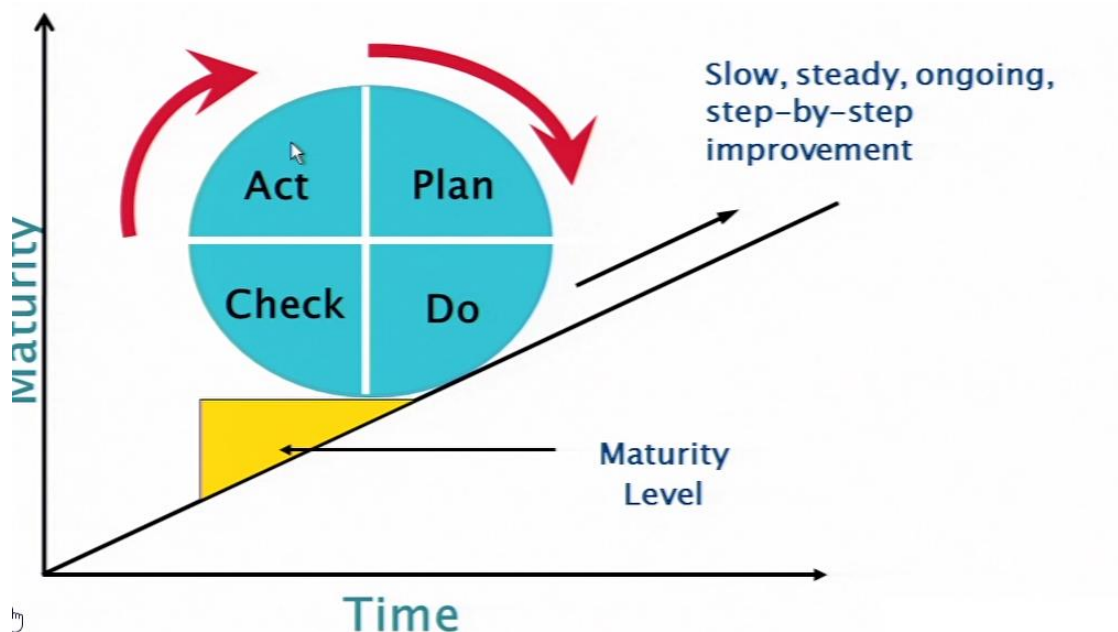 Slow, steady, ongoing,
step-by-step
improvement
Act
Plan
Check
Do
Maturity
Maturity
Level
Time